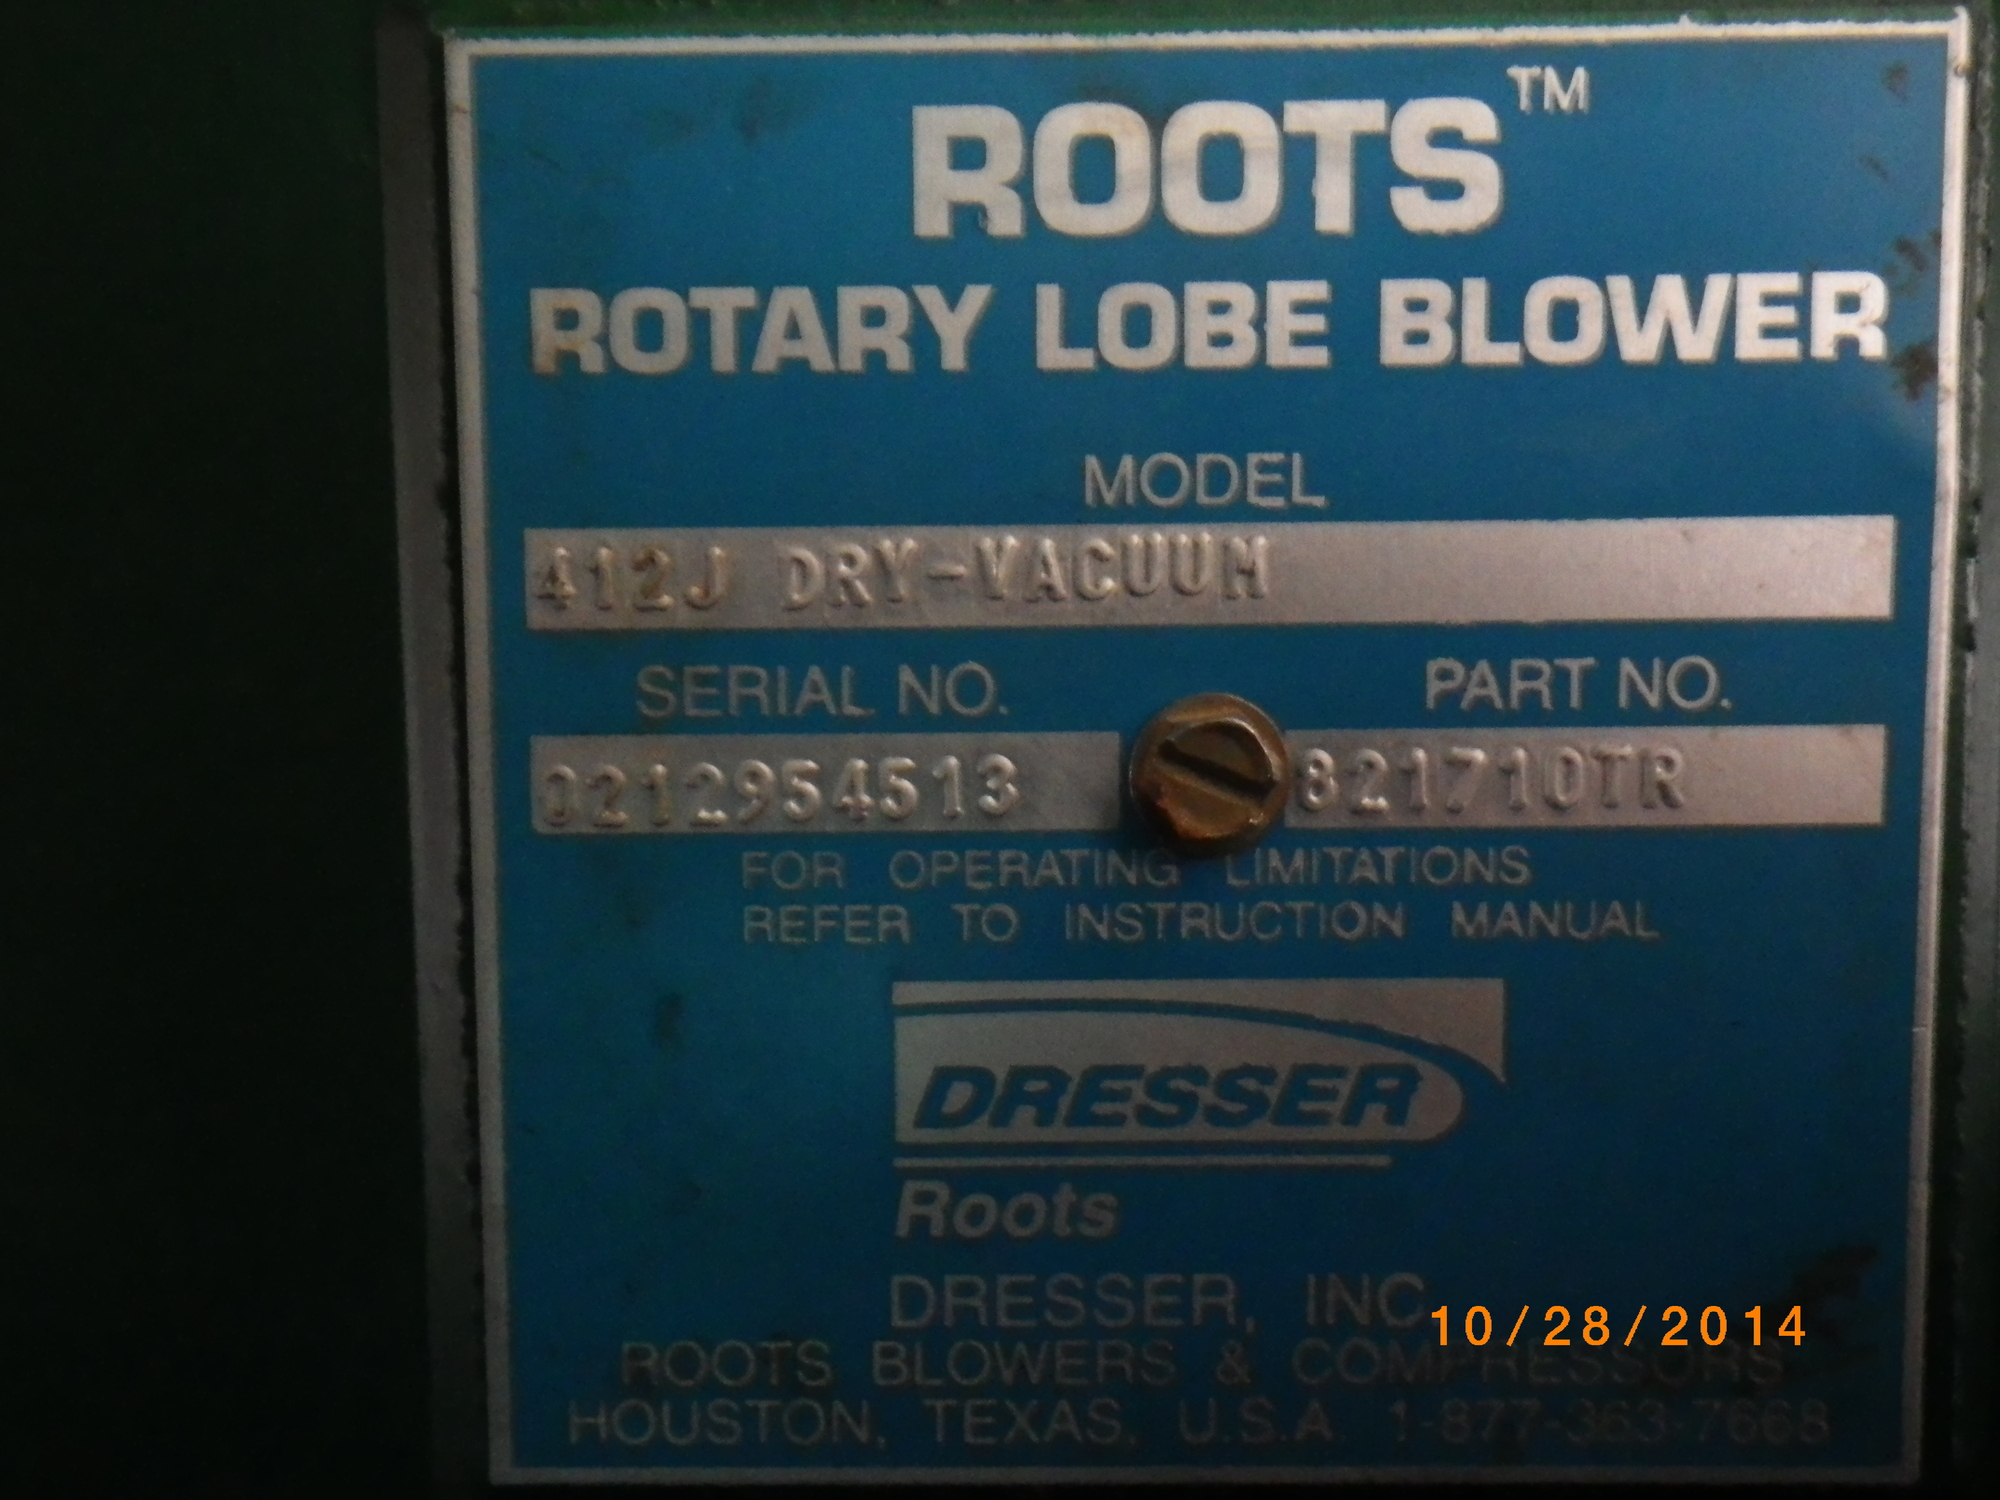 ROOTS™
ROTARY LOBE BLOWER
MODEL
412J DRY-VACUUM
SERIAL NO. PART NO.
0212954513 821710TR
FOR OPERATING LIMITATIONS
REFER TO INSTRUCTION MANUAL
DRESSER
Roots
DRESSER, INC.
10/28/2014
ROOTS BLOWERS & COMPRESSORS
HOUSTON, TEXAS, U.S.A. 1-877-363-7668